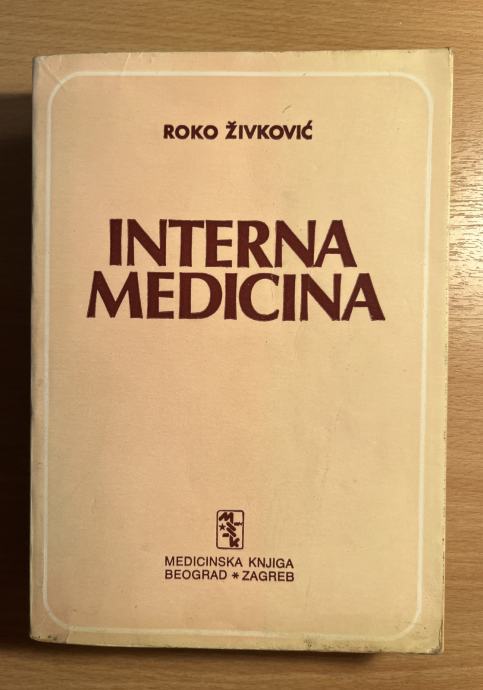 ROKO ŽIVKOVIĆ
INTERNA
MEDICINA
MEDICINSKA KNJIGA
BEOGRAD * ZAGREB